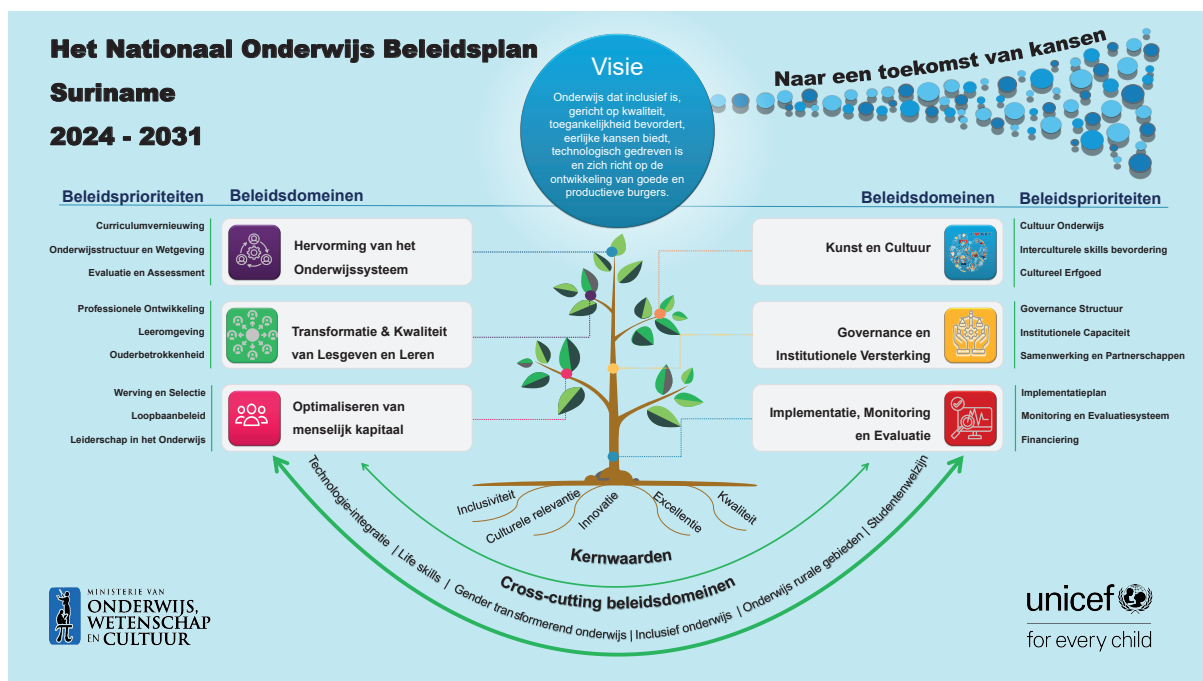 Het Nationaal Onderwijs Beleidsplan
Suriname
2024 - 2031
Visie
Onderwijs dat inclusief is,
gericht op kwaliteit,
toegankelijkheid bevordert,
eerlijke kansen biedt,
technologisch gedreven is
en zich richt op de
ontwikkeling van goede en
productieve burgers.
Naar een toekomst van kansen
Beleidsprioriteiten
Beleidsdomeinen
Curriculumvernieuwing
Onderwijsstructuur en Wetgeving
Evaluatie en Assessment
Hervorming van het
Onderwijssysteem
Professionele Ontwikkeling
Leeromgeving
Ouderbetrokkenheid
Transformatie & Kwaliteit
van Lesgeven en Leren
Werving en Selectie
Loopbaanbeleid
Leiderschap in het Onderwijs
Optimaliseren van
menselijk kapitaal
Beleidsdomeinen
Beleidsprioriteiten
Kunst en Cultuur
Cultuur Onderwijs
Interculturele skills bevordering
Cultureel Erfgoed
Governance en
Institutionele Versterking
Governance Structuur
Institutionele Capaciteit
Samenwerking en Partnerschappen
Implementatie, Monitoring
en Evaluatie
Implementatieplan
Monitoring en Evaluatiesysteem
Financiering
Inclusiviteit
Culturele relevantie
Innovatie
Excellentie
Kwaliteit
Kernwaarden
Cross-cutting beleidsdomeinen
Technologie-integratie | Life skills | Gender transformerend onderwijs | Inclusief onderwijs | Onderwijs rurale gebieden | Studentenwelzijn
MINISTERIE VAN
ONDERWIJS,
WETENSCHAP
EN CULTUUR
unicef
for every child